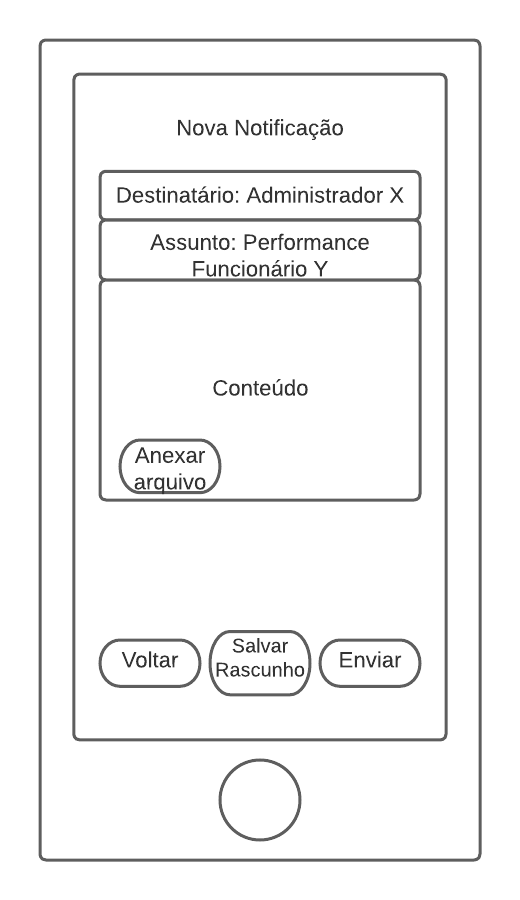 Nova Notificação
Destinatário: Administrador X
Assunto: Performance
Funcionário Y
Conteúdo
Anexar
arquivo
Voltar
Salvar
Rascunho
Enviar